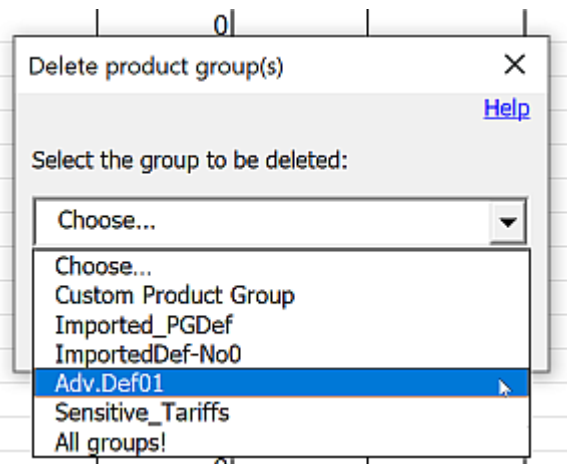 0
Delete product group(s)
Help
Select the group to be deleted:
Choose...
Choose...
Custom Product Group
Imported_PGDef
ImportedDef-No0
Adv.Def01
Sensitive_Tariffs
All groups!